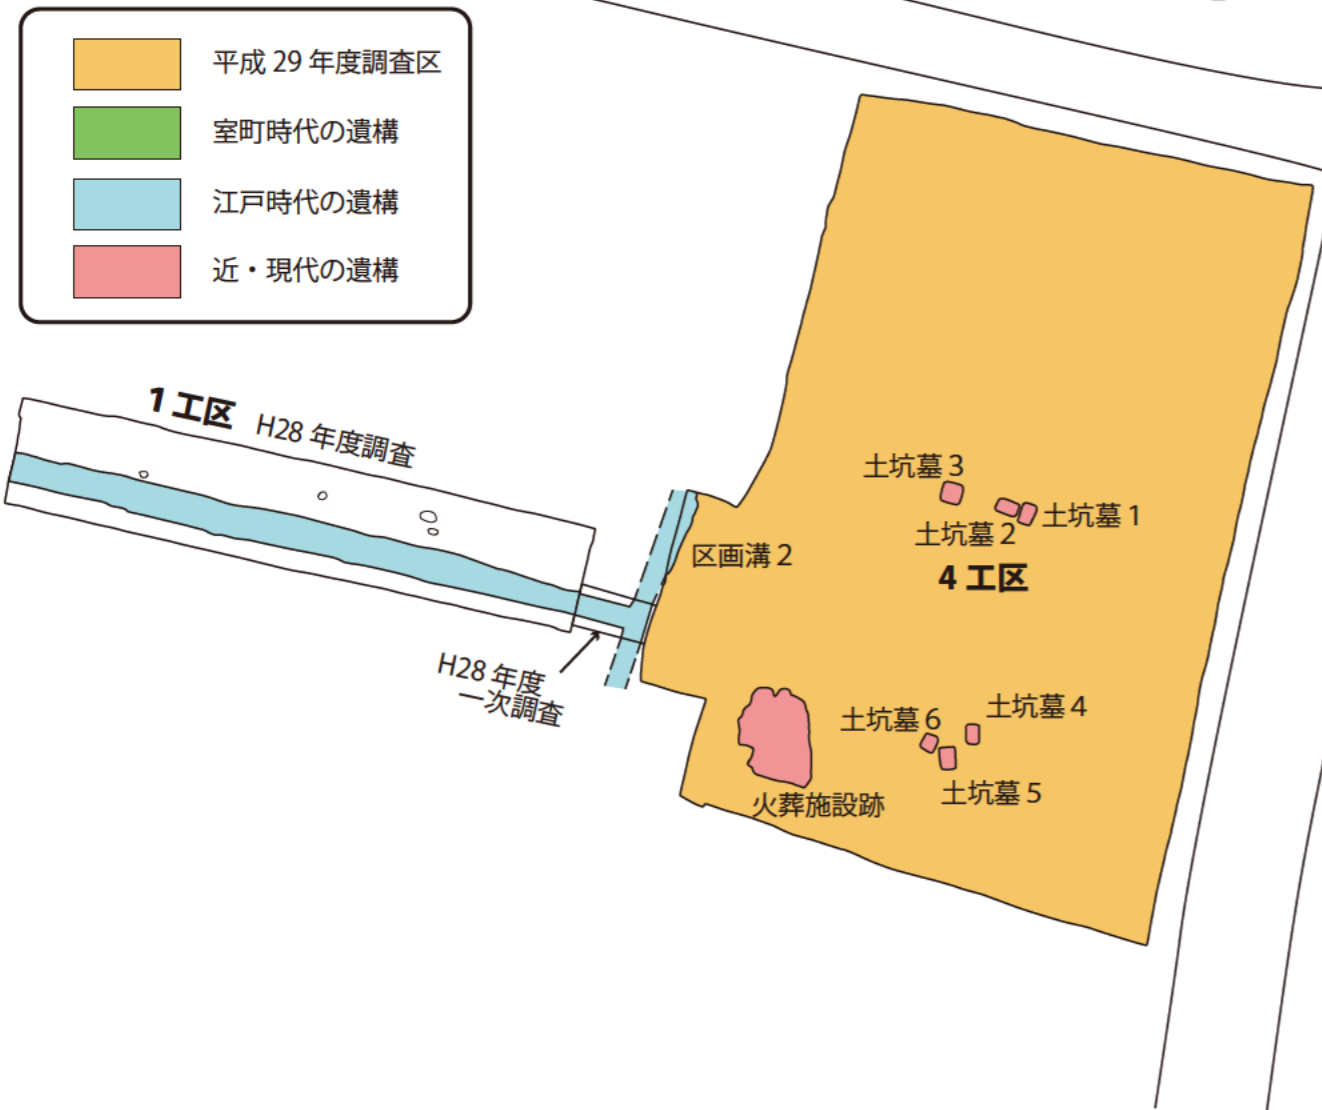 平成 29 年度調査区
室町時代の遺構
江戸時代の遺構
近・現代の遺構
1 工区
H28 年度調査
土坑墓 3
土坑墓 2
土坑墓 1
区画溝 2
4 工区
H28 年度
一次調査
土坑墓 6
土坑墓 4
土坑墓 5
火葬施設跡